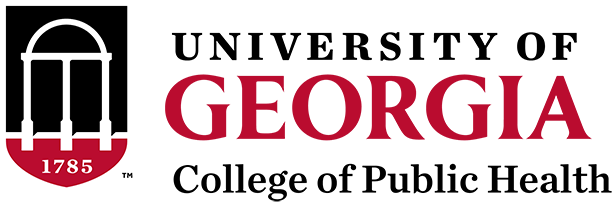 UNIVERSITY OF
GEORGIA
College of Public Health
1785
TM